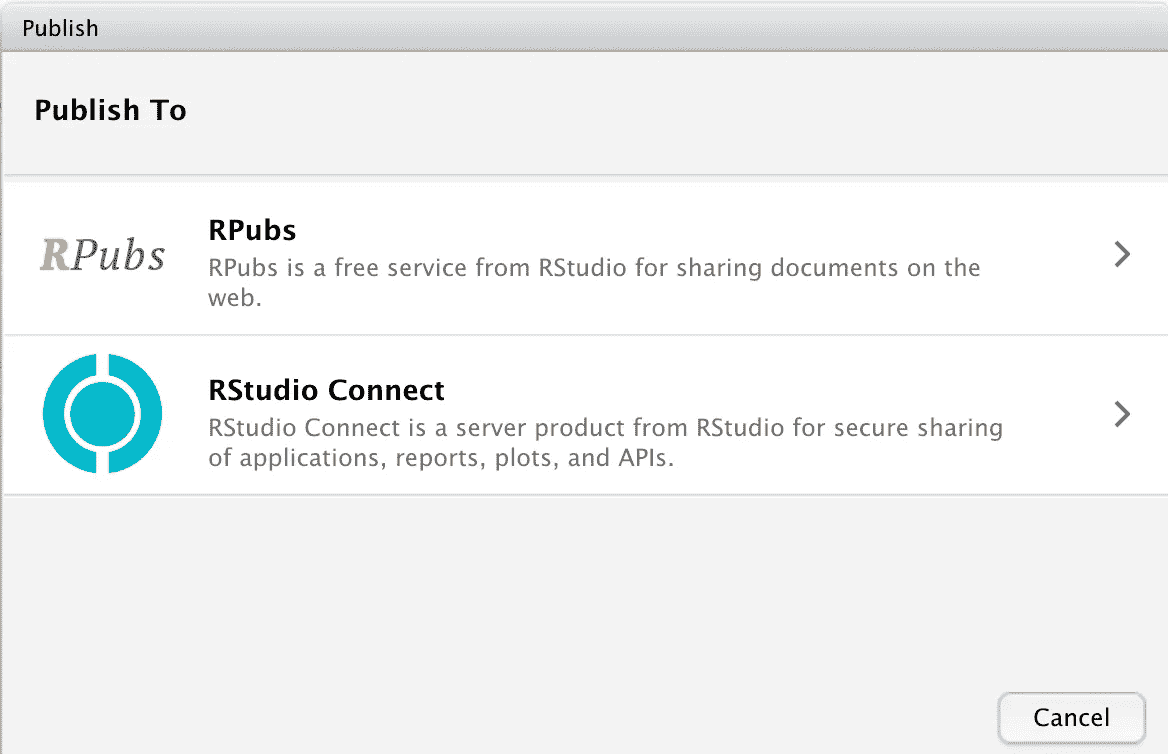 Publish
Publish To
RPubs
RPubs
RPubs is a free service from RStudio for sharing documents on the
web.
RStudio Connect
RStudio Connect is a server product from RStudio for secure sharing
of applications, reports, plots, and APIs.
Cancel